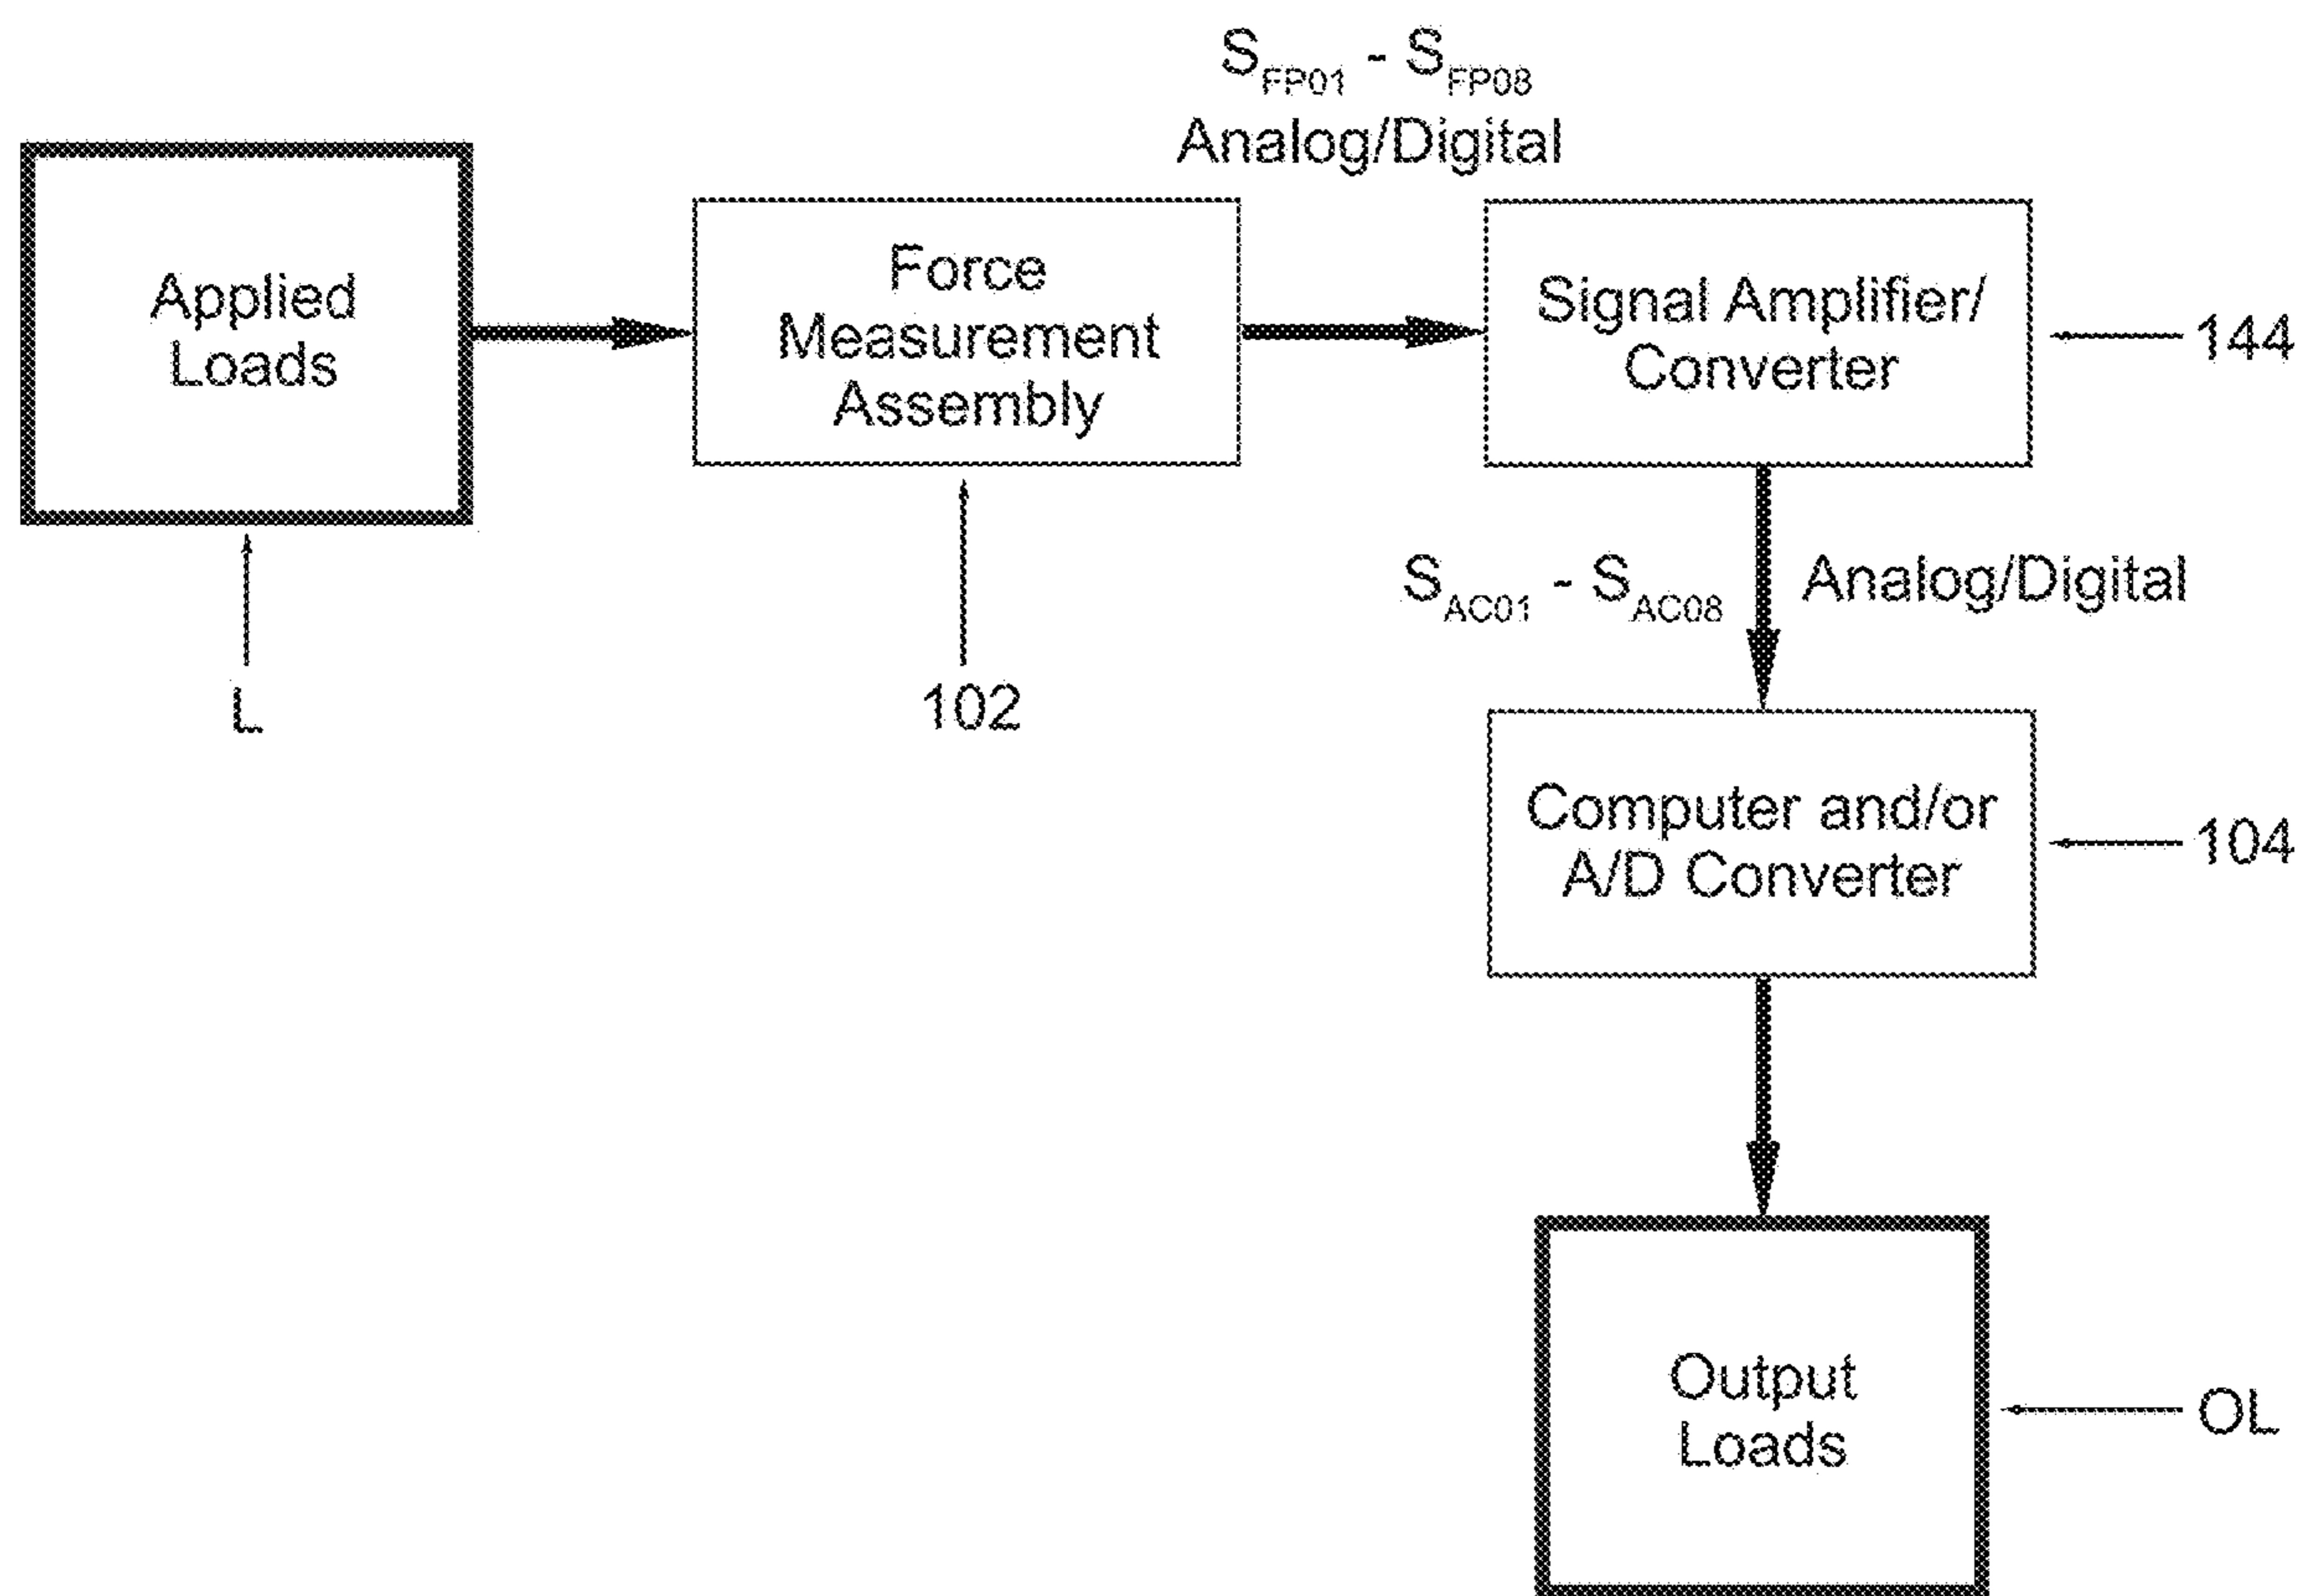 S_FP01 - S_FP08
Analog/Digital
Applied
Loads
Force
Measurement
Assembly
Signal Amplifier/
Converter
144
S_AC01 - S_AC08
Analog/Digital
L
102
Computer and/or
A/D Converter
104
Output
Loads
OL